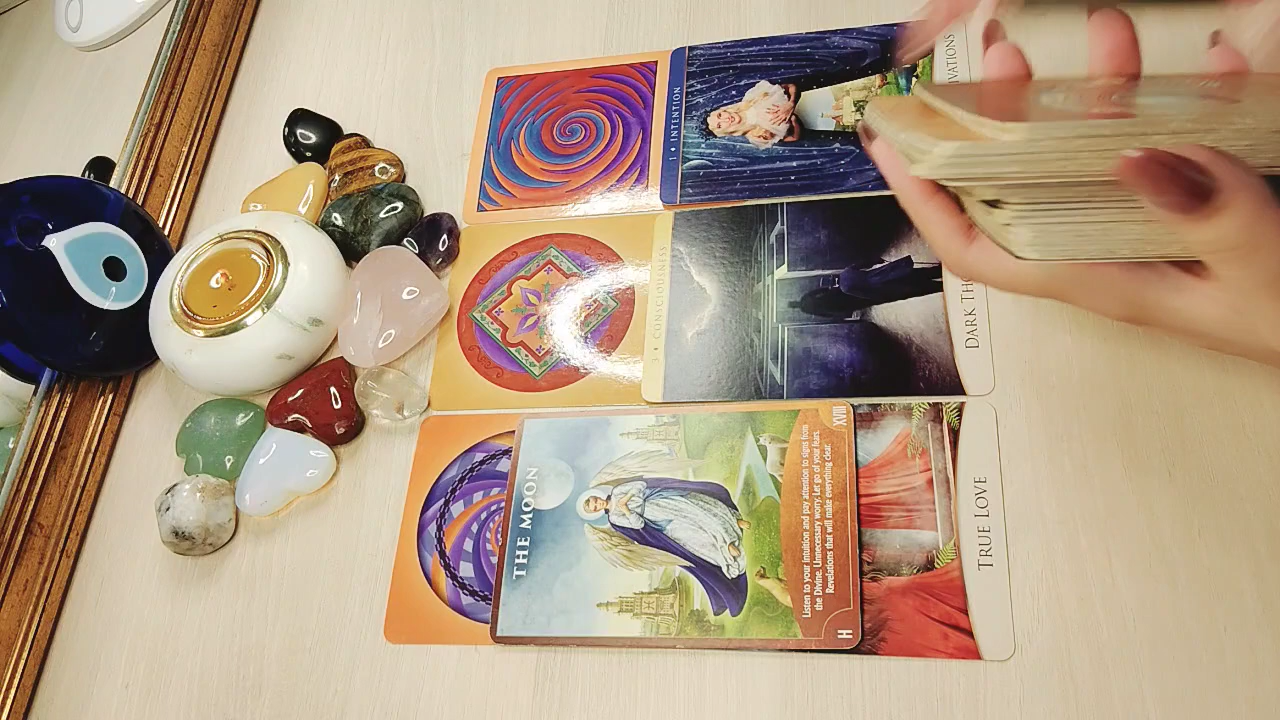 1 ♦ INTENTION
VATIONS
3 ♦ CONSCIOUSNESS
DARK TH
THE MOON
XVIII
Listen to your intuition and pay attention to signs from
the Divine. Unnecessary worry. Let go of your fears.
Revelations that will make everything clear.
H
TRUE LOVE